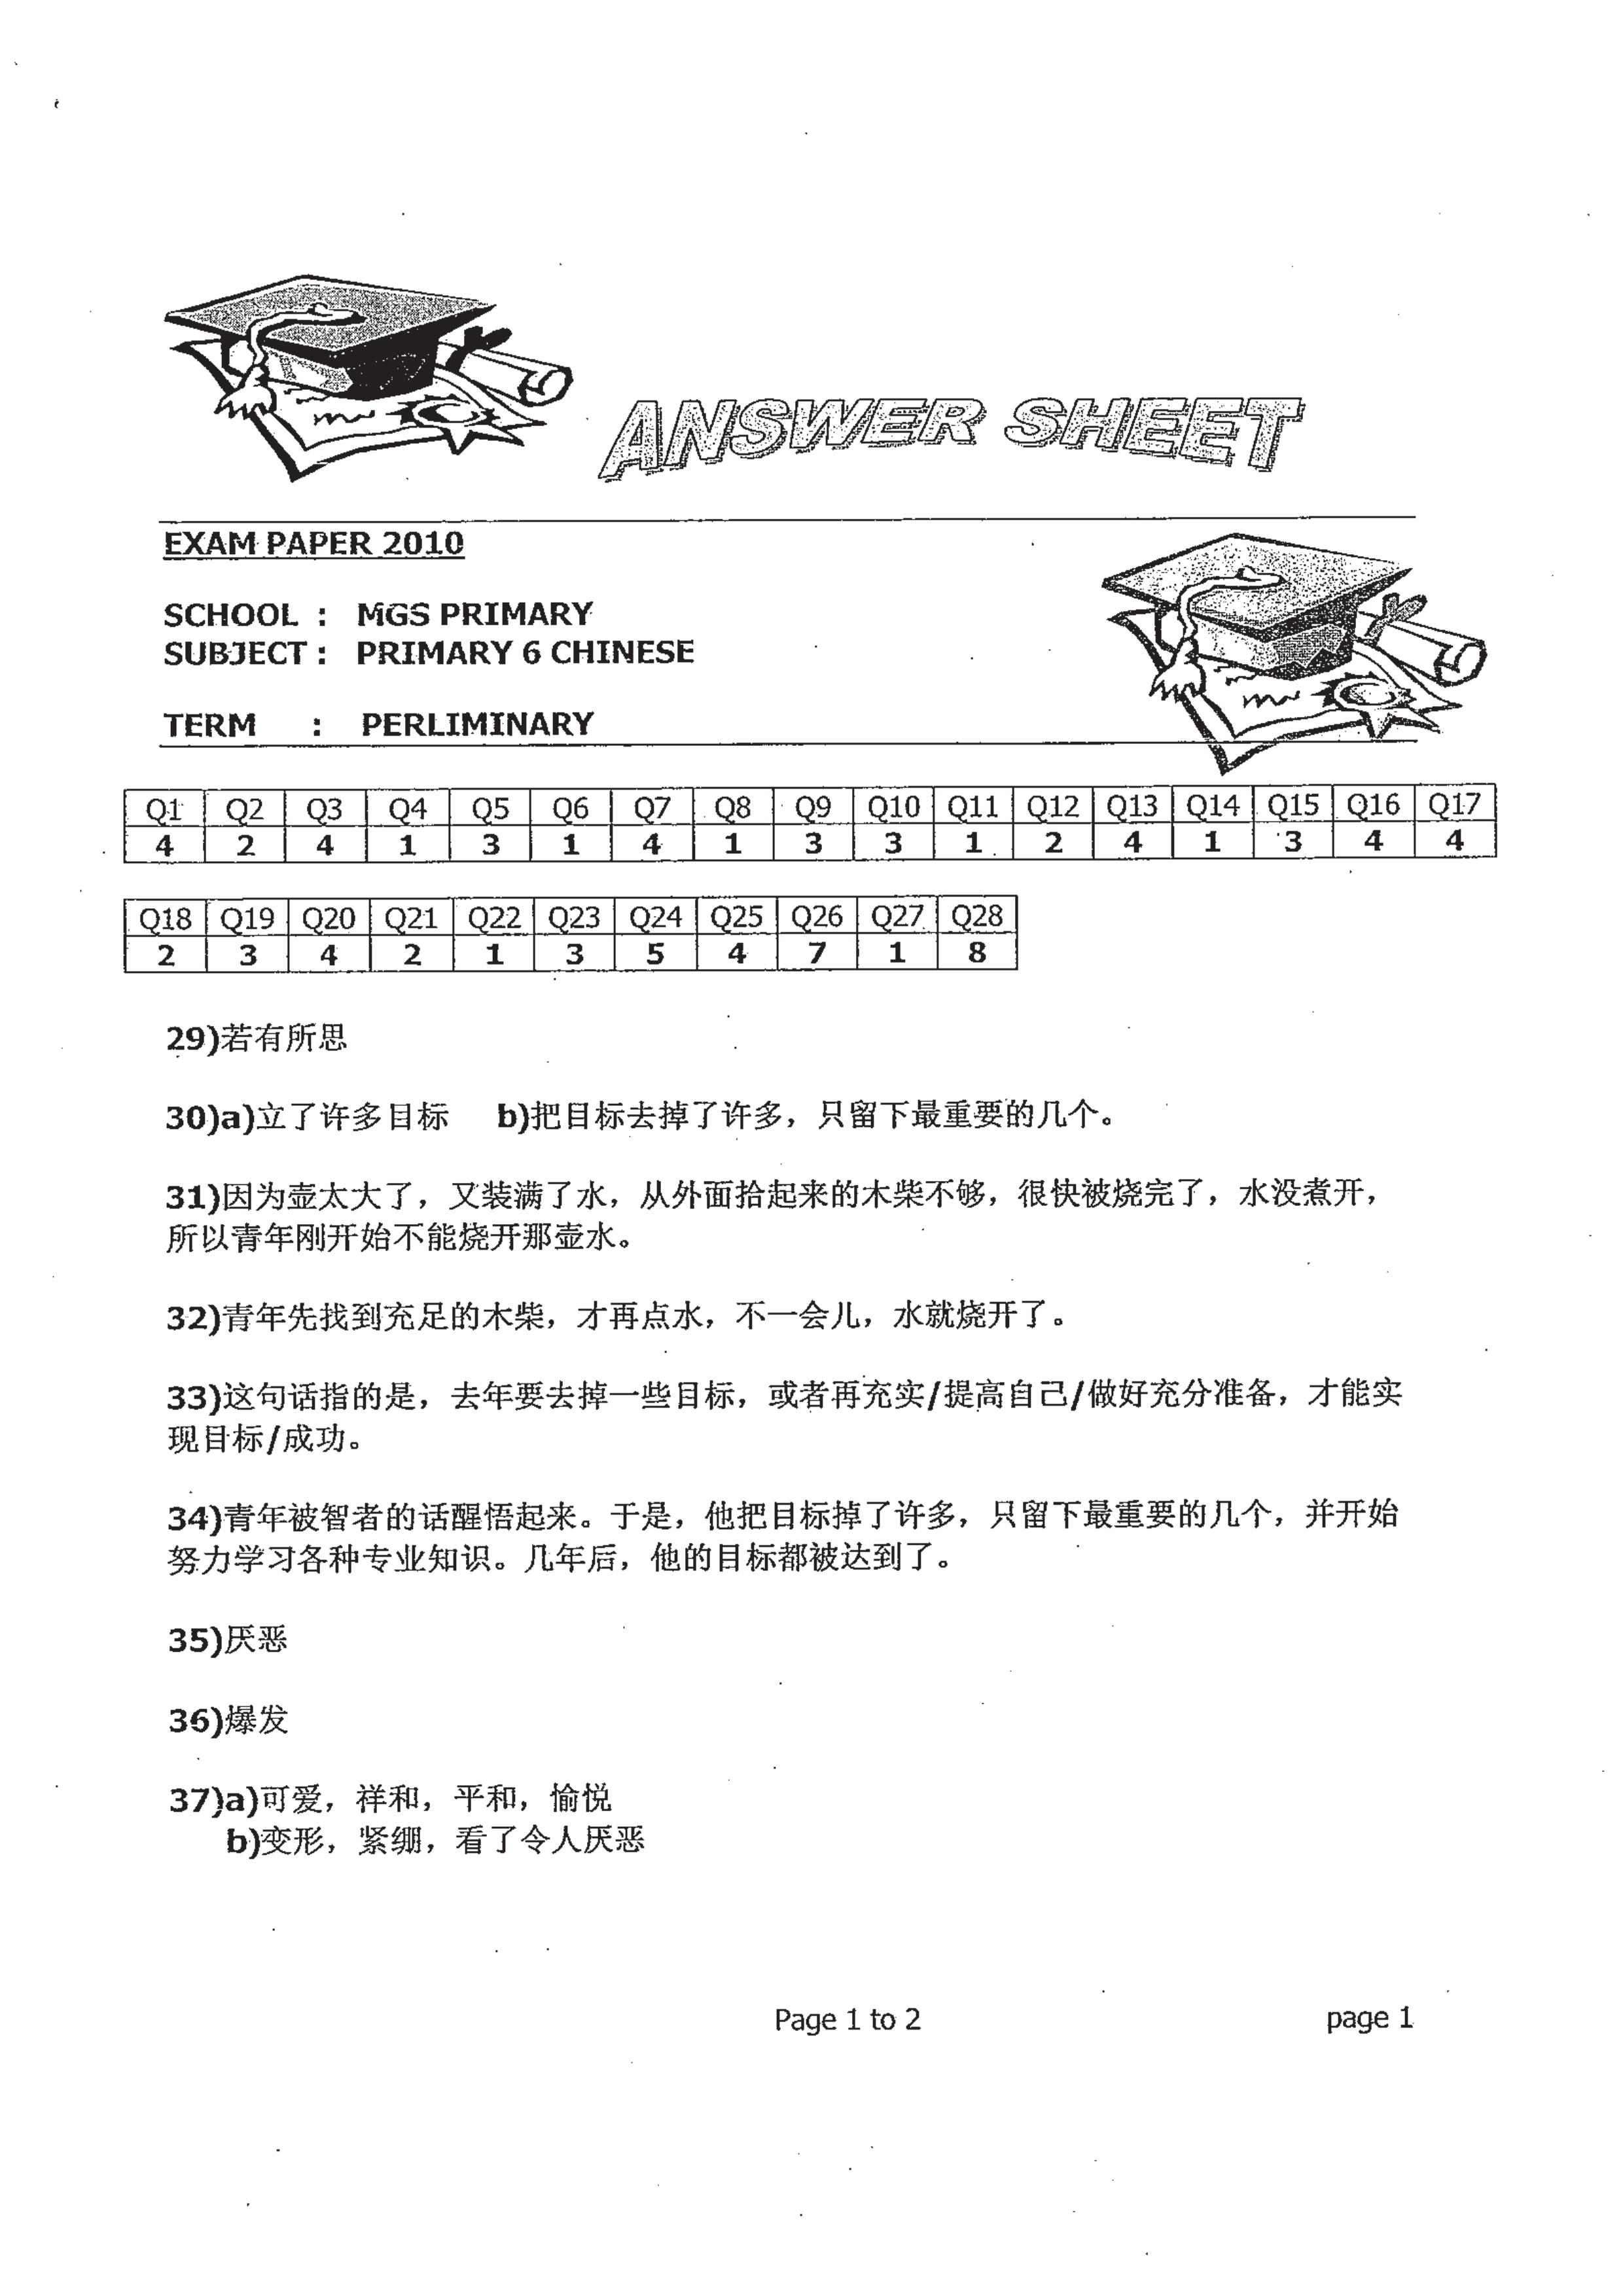 ANSWER SHEET
EXAM PAPER 2010
SCHOOL : MGS PRIMARY
SUBJECT : PRIMARY 6 CHINESE
TERM : PERLIMINARY
Q1 Q2 Q3 Q4 Q5 Q6 Q7 Q8 Q9 Q10 Q11 Q12 Q13 Q14 Q15 Q16 Q17
4 2 4 1 3 1 4 1 3 3 1 2 4 1 3 4 4
Q18 Q19 Q20 Q21 Q22 Q23 Q24 Q25 Q26 Q27 Q28
2 3 4 2 1 3 5 4 7 1 8
29)若有所思
30)a)立了许多目标 b)把目标去掉了许多，只留下最重要的几个。
31)因为壶太大了，又装满了水，从外面拾起来的木柴不够，很快被烧完了，水没煮开，
所以青年刚开始不能烧开那壶水。
32)青年先找到充足的木柴，才再点水，不一会儿，水就烧开了。
33)这句话指的是，去年要去掉一些目标，或者再充实/提高自己/做好充分准备，才能实
现目标/成功。
34)青年被智者的话醒悟起来。于是，他把目标掉了许多，只留下最重要的几个，并开始
努力学习各种专业知识。几年后，他的目标都被达到了。
35)厌恶
36)爆发
37)a)可爱，祥和，平和，愉悦
b)变形，紧绷，看了令人厌恶
Page 1 to 2 page 1